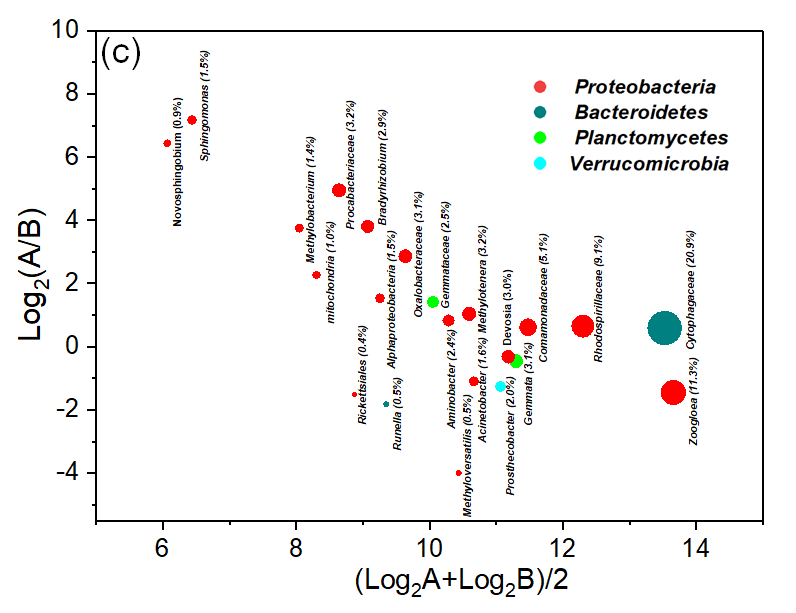 (c)
Proteobacteria
Bacteroidetes
Planctomycetes
Verrucomicrobia
Log2(A/B)
10
8
6
4
2
0
-2
-4
Novosphingobium (0.9%)
Sphingomonas (1.5%)
Methylobacterium (1.4%)
mitochondria (1.0%)
Procabacteriaceae (3.2%)
Rickettsiales (0.4%)
Bradyrhizobium (2.9%)
Alphaproteobacteria (1.5%)
Runella (0.5%)
Oxalobacteraceae (3.1%)
Gemmataceae (2.5%)
Aminobacter (2.4%)
Methyloversatilis (0.5%)
Methylotenera (3.2%)
Acinetobacter (1.6%)
Devosia (3.0%)
Prosthecobacter (2.0%)
Gemmata (3.1%)
Comamonadaceae (5.1%)
Rhodospirillaceae (9.1%)
Cytophagaceae (20.9%)
Zoogloea (11.3%)
6
8
10
12
14
(Log2A+Log2B)/2